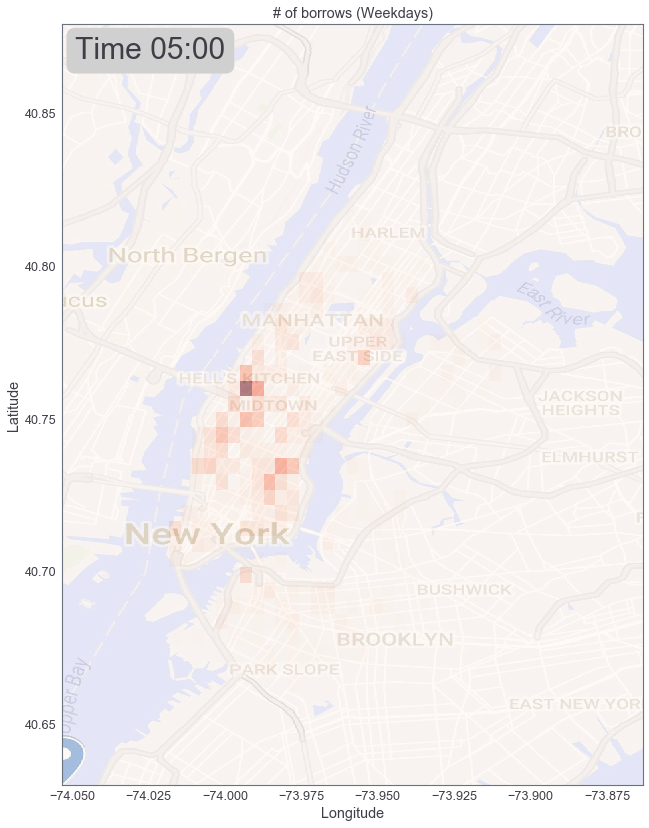 # of borrows (Weekdays)
Time 05:00
40.85
BRO
Hudson River
HARLEM
40.80
North Bergen
East River
CUS
MANHATTAN
UPPER
EAST SIDE
HELL'S KITCHEN
JACKSON
HEIGHTS
MIDTOWN
40.75
Latitude
ELMHURST
New York
40.70
BUSHWICK
BROOKLYN
PARK SLOPE
pper Bay
EAST NEW YOR
40.65
−74.050 −74.025 −74.000 −73.975 −73.950 −73.925 −73.900 −73.875
Longitude